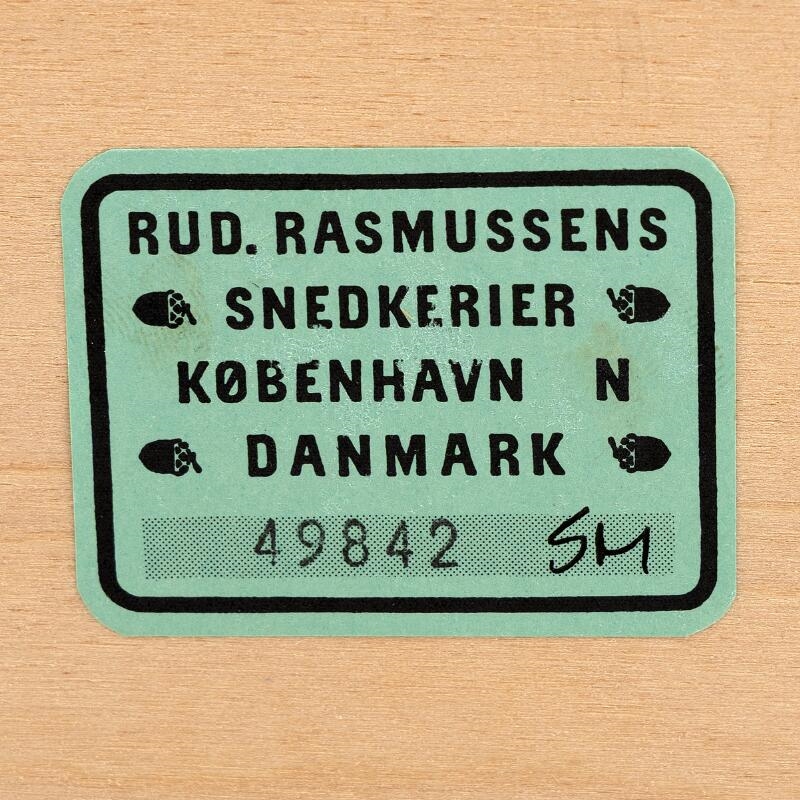 RUD. RASMUSSENS
SNEDKERIER
KØBENHAVN N
DANMARK
49842 SM